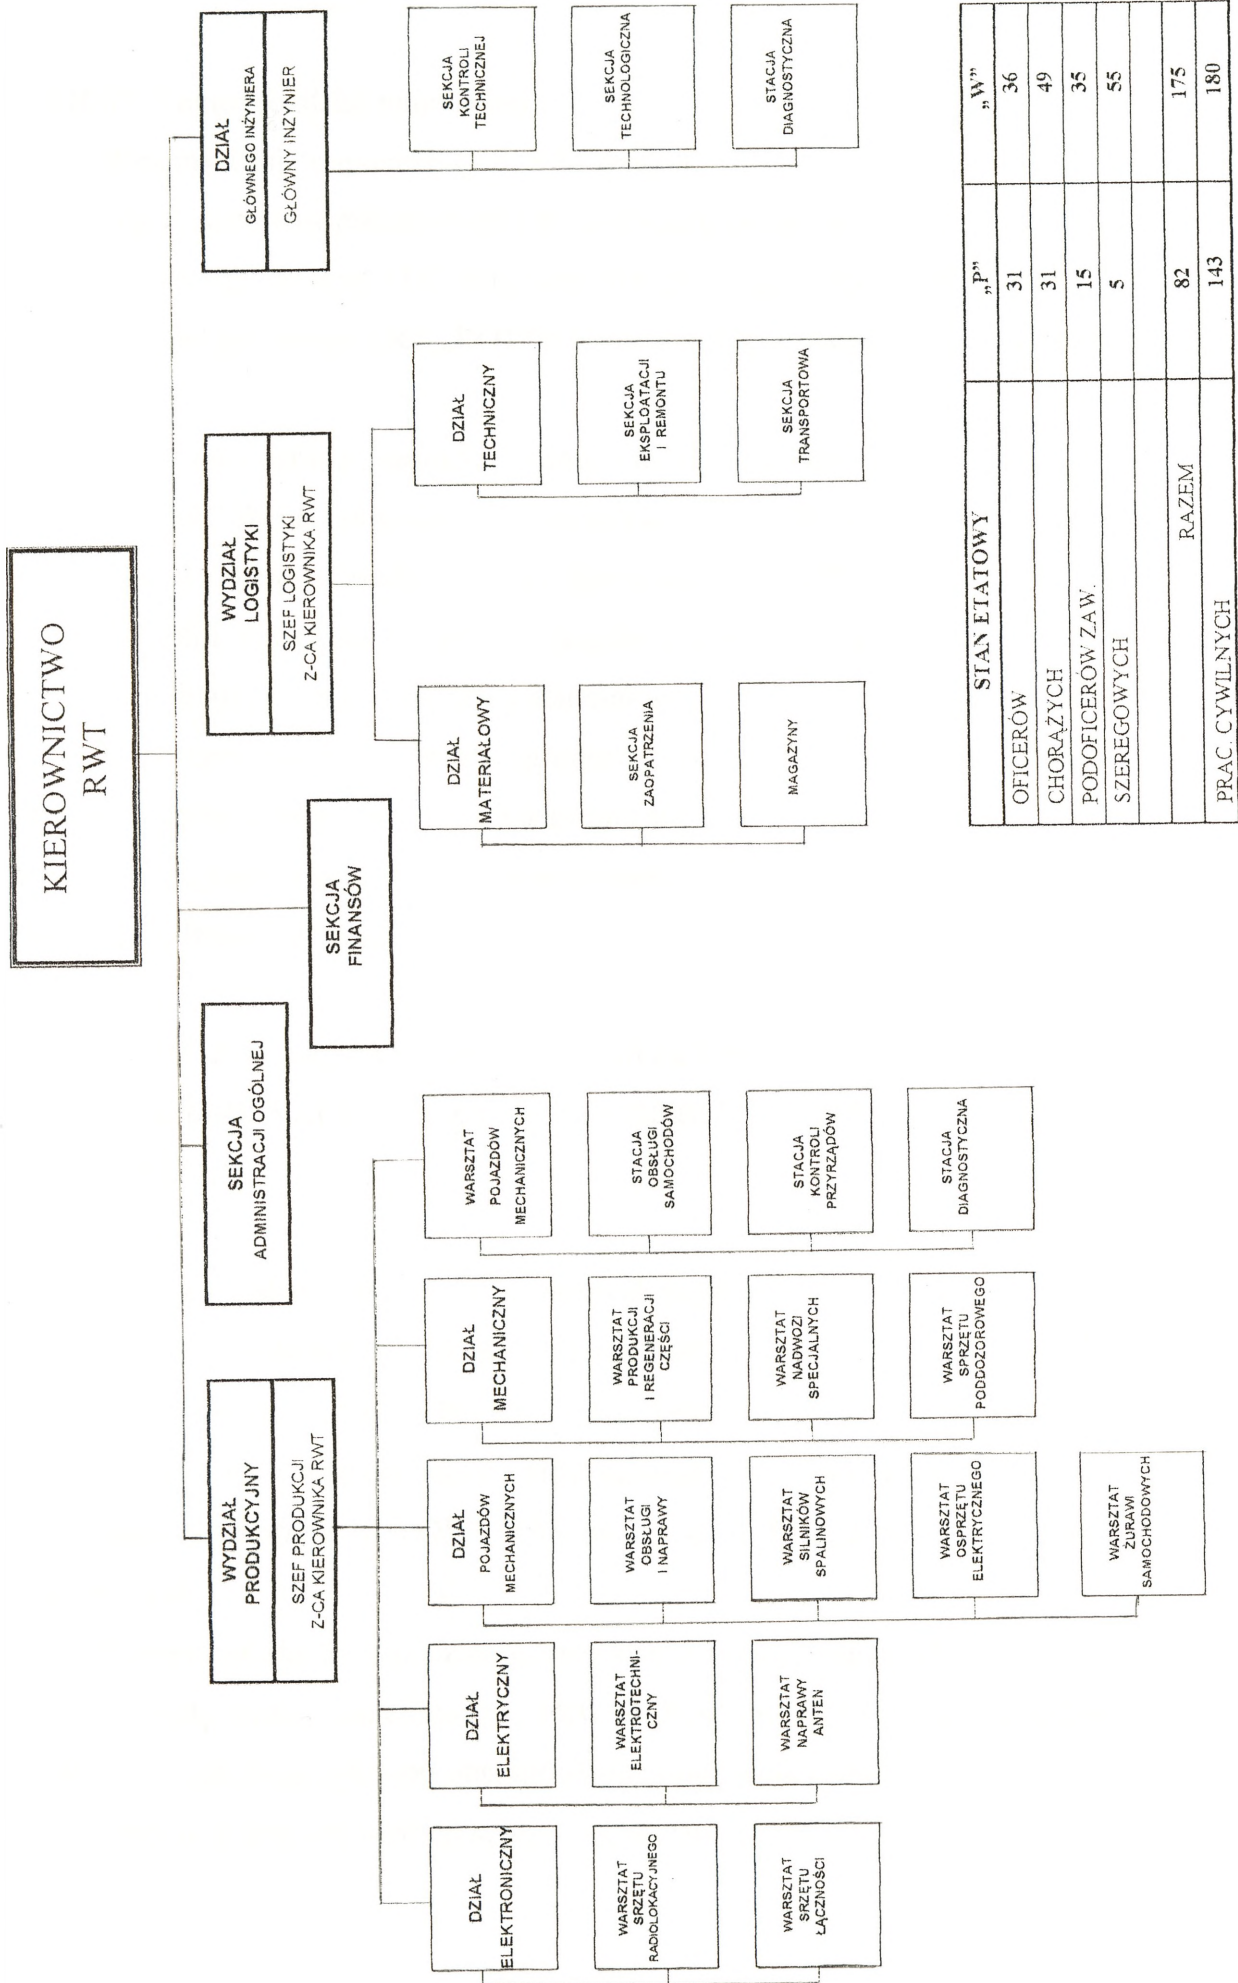 KIEROWNICTWO
RWT
WYDZIAŁ
PRODUKCYJNY
SZEF PRODUKCJI
Z-CA KIEROWNIKA RWT
SEKCJA
ADMINISTRACJI OGÓLNEJ
SEKCJA
FINANSÓW
WYDZIAŁ
LOGISTYKI
SZEF LOGISTYKI
Z-CA KIEROWNIKA RWT
DZIAŁ
GŁÓWNEGO INŻYNIERA
GŁÓWNY INŻYNIER
DZIAŁ
ELEKTRONICZNY
WARSZTAT
SRZĘTU
RADIOLOKACYJNEGO
WARSZTAT
SRZĘTU
ŁĄCZNOŚCI
DZIAŁ
ELEKTRYCZNY
WARSZTAT
ELEKTROTECHNI-
CZNY
WARSZTAT
NAPRAWY
ANTEN
DZIAŁ
POJAZDÓW
MECHANICZNYCH
WARSZTAT
OBSŁUGI
I NAPRAWY
WARSZTAT
SILNIKÓW
SPALINOWYCH
WARSZTAT
OSPRZĘTU
ELEKTRYCZNEGO
WARSZTAT
ŻURAWI
SAMOCHODOWYCH
DZIAŁ
MECHANICZNY
WARSZTAT
PRODUKCJI
I REGENERACJI
CZĘŚCI
WARSZTAT
NADWOZI
SPECJALNYCH
WARSZTAT
SPRZĘTU
PODDOZOROWEGO
WARSZTAT
POJAZDÓW
MECHANICZNYCH
STACJA
OBSŁUGI
SAMOCHODÓW
STACJA
KONTROLI
PRZYRZĄDÓW
STACJA
DIAGNOSTYCZNA
DZIAŁ
MATERIAŁOWY
SEKCJA
ZAOPATRZENIA
MAGAZYNY
DZIAŁ
TECHNICZNY
SEKCJA
EKSPLOATACJI
I REMONTU
SEKCJA
TRANSPORTOWA
SEKCJA
KONTROLI
TECHNICZNEJ
SEKCJA
TECHNOLOGICZNA
STACJA
DIAGNOSTYCZNA
STAN ETATOWY „P” „W”
OFICERÓW 31 36
CHORĄŻYCH 31 49
PODOFICERÓW ZAW. 15 35
SZEREGOWYCH 5 55
RAZEM 82 175
PRAC. CYWILNYCH 143 180